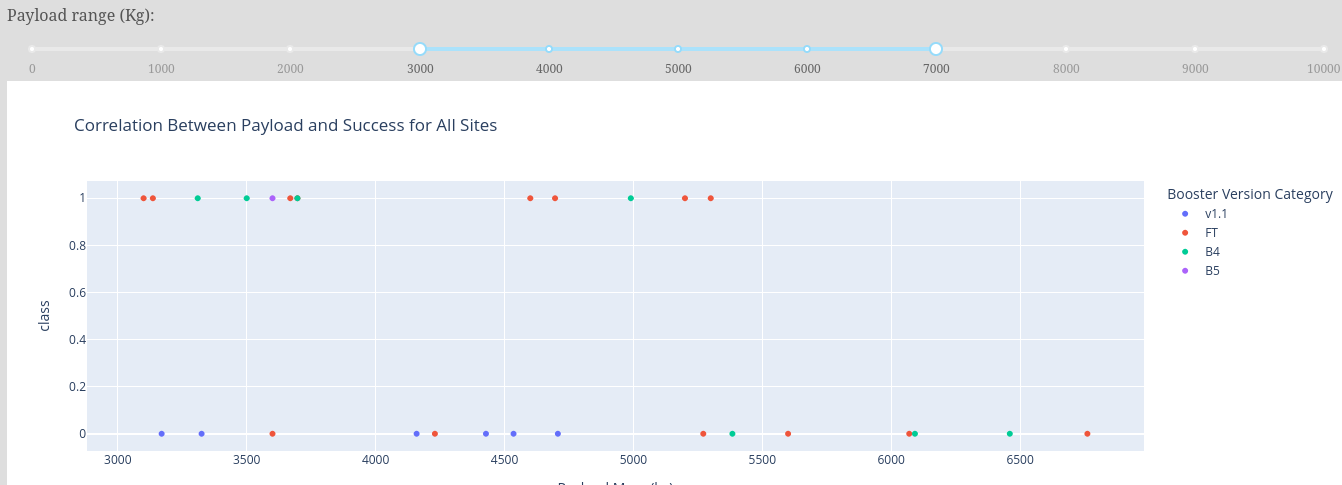 Payload range (Kg):
0 1000 2000 3000 4000 5000 6000 7000 8000 9000 10000
Correlation Between Payload and Success for All Sites
Booster Version Category
v1.1
FT
B4
B5
class
1
0.8
0.6
0.4
0.2
0
3000 3500 4000 4500 5000 5500 6000 6500